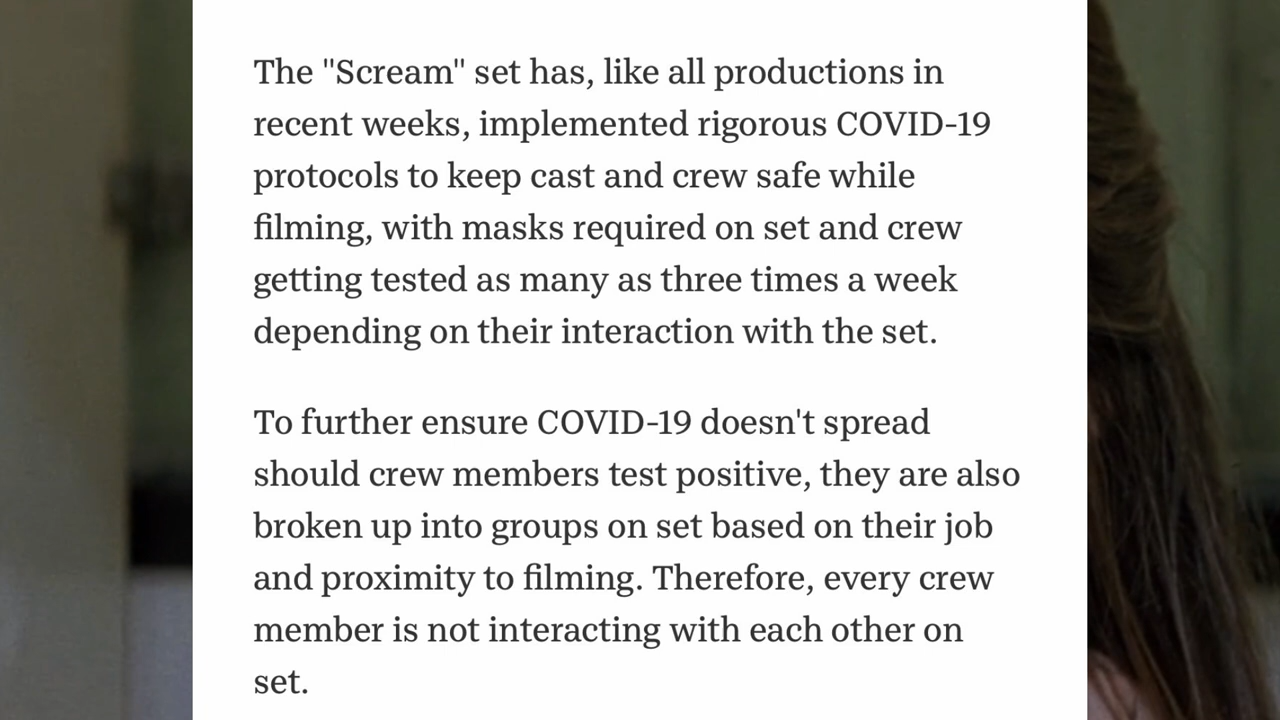 The "Scream" set has, like all productions in
recent weeks, implemented rigorous COVID-19
protocols to keep cast and crew safe while
filming, with masks required on set and crew
getting tested as many as three times a week
depending on their interaction with the set.
To further ensure COVID-19 doesn't spread
should crew members test positive, they are also
broken up into groups on set based on their job
and proximity to filming. Therefore, every crew
member is not interacting with each other on
set.